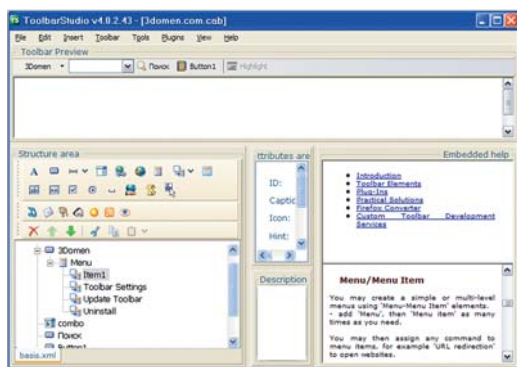 ToolbarStudio v4.0.2.43 - [3domen.com.cab]
File Edit Insert Toolbar Tools Plugins View Help
Toolbar Preview
3Domen Поиск Button1 Highlight
Structure area
ttributes are
Embedded help
A
ID:
Captic
Icon:
Hint:
Introduction
Toolbar Elements
Plug-Ins
Practical Solutions
Firefox Converter
Custom Toolbar Development Services
3Domen
Menu
Item1
Toolbar Settings
Update Toolbar
Uninstall
combo
Поиск
Button1
basis.xml
Description
Menu/Menu Item
You may create a simple or multi-level
menus using 'Menu-Menu Item' elements.
- add 'Menu', then 'Menu item' as many
times as you need.
You may then assign any command to
menu items, for example 'URL redirection'
to open websites.